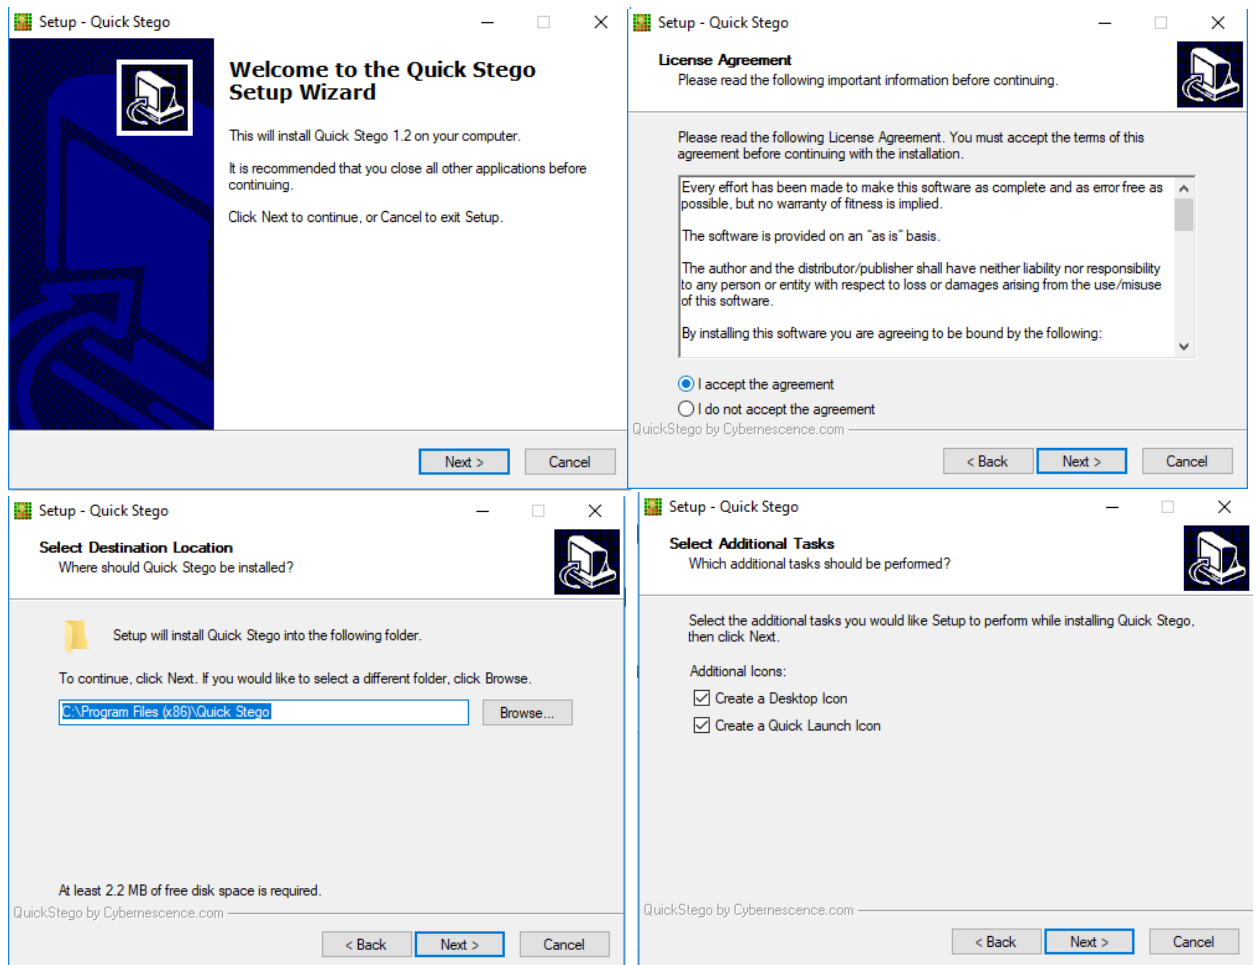 Setup - Quick Stego
Welcome to the Quick Stego
Setup Wizard
This will install Quick Stego 1.2 on your computer.
It is recommended that you close all other applications before
continuing.
Click Next to continue, or Cancel to exit Setup.
Next >
Cancel
Setup - Quick Stego
License Agreement
Please read the following important information before continuing.
Please read the following License Agreement. You must accept the terms of this
agreement before continuing with the installation.
Every effort has been made to make this software as complete and as error free as
possible, but no warranty of fitness is implied.
The software is provided on an "as is" basis.
The author and the distributor/publisher shall have neither liability nor responsibility
to any person or entity with respect to loss or damages arising from the use/misuse
of this software.
By installing this software you are agreeing to be bound by the following:
I accept the agreement
I do not accept the agreement
QuickStego by Cybernescence.com
< Back
Next >
Cancel
Setup - Quick Stego
Select Destination Location
Where should Quick Stego be installed?
Setup will install Quick Stego into the following folder.
To continue, click Next. If you would like to select a different folder, click Browse.
C:\Program Files (x86)\Quick Stego
Browse...
At least 2.2 MB of free disk space is required.
QuickStego by Cybernescence.com
< Back
Next >
Cancel
Setup - Quick Stego
Select Additional Tasks
Which additional tasks should be performed?
Select the additional tasks you would like Setup to perform while installing Quick Stego,
then click Next.
Additional Icons:
Create a Desktop Icon
Create a Quick Launch Icon
QuickStego by Cybernescence.com
< Back
Next >
Cancel